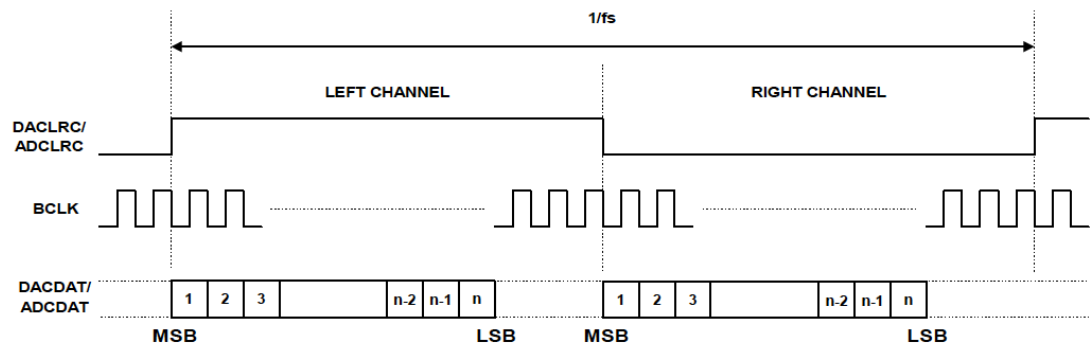 1/fs
LEFT CHANNEL RIGHT CHANNEL
DACLRC/
ADCLRC
BCLK
DACDAT/
ADCDAT
1 2 3 n-2 n-1 n 1 2 3 n-2 n-1 n
MSB LSB MSB LSB